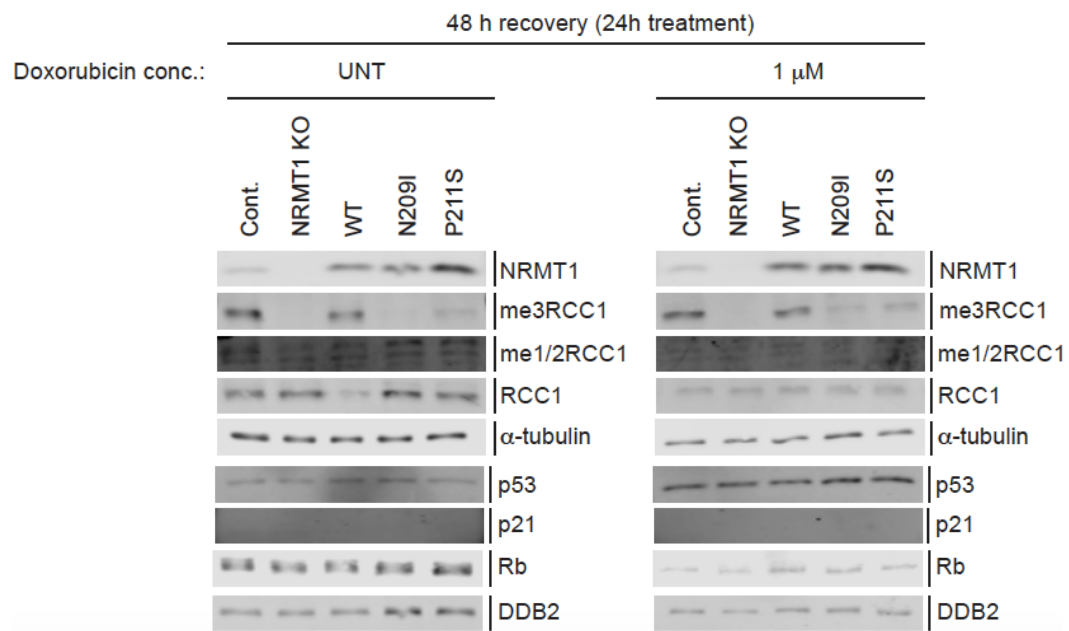 48 h recovery (24h treatment)
Doxorubicin conc.: UNT 1 μM
Cont. NRMT1 KO WT N209I P211S Cont. NRMT1 KO WT N209I P211S
NRMT1 NRMT1
me3RCC1 me3RCC1
me1/2RCC1 me1/2RCC1
RCC1 RCC1
α-tubulin α-tubulin
p53 p53
p21 p21
Rb Rb
DDB2 DDB2